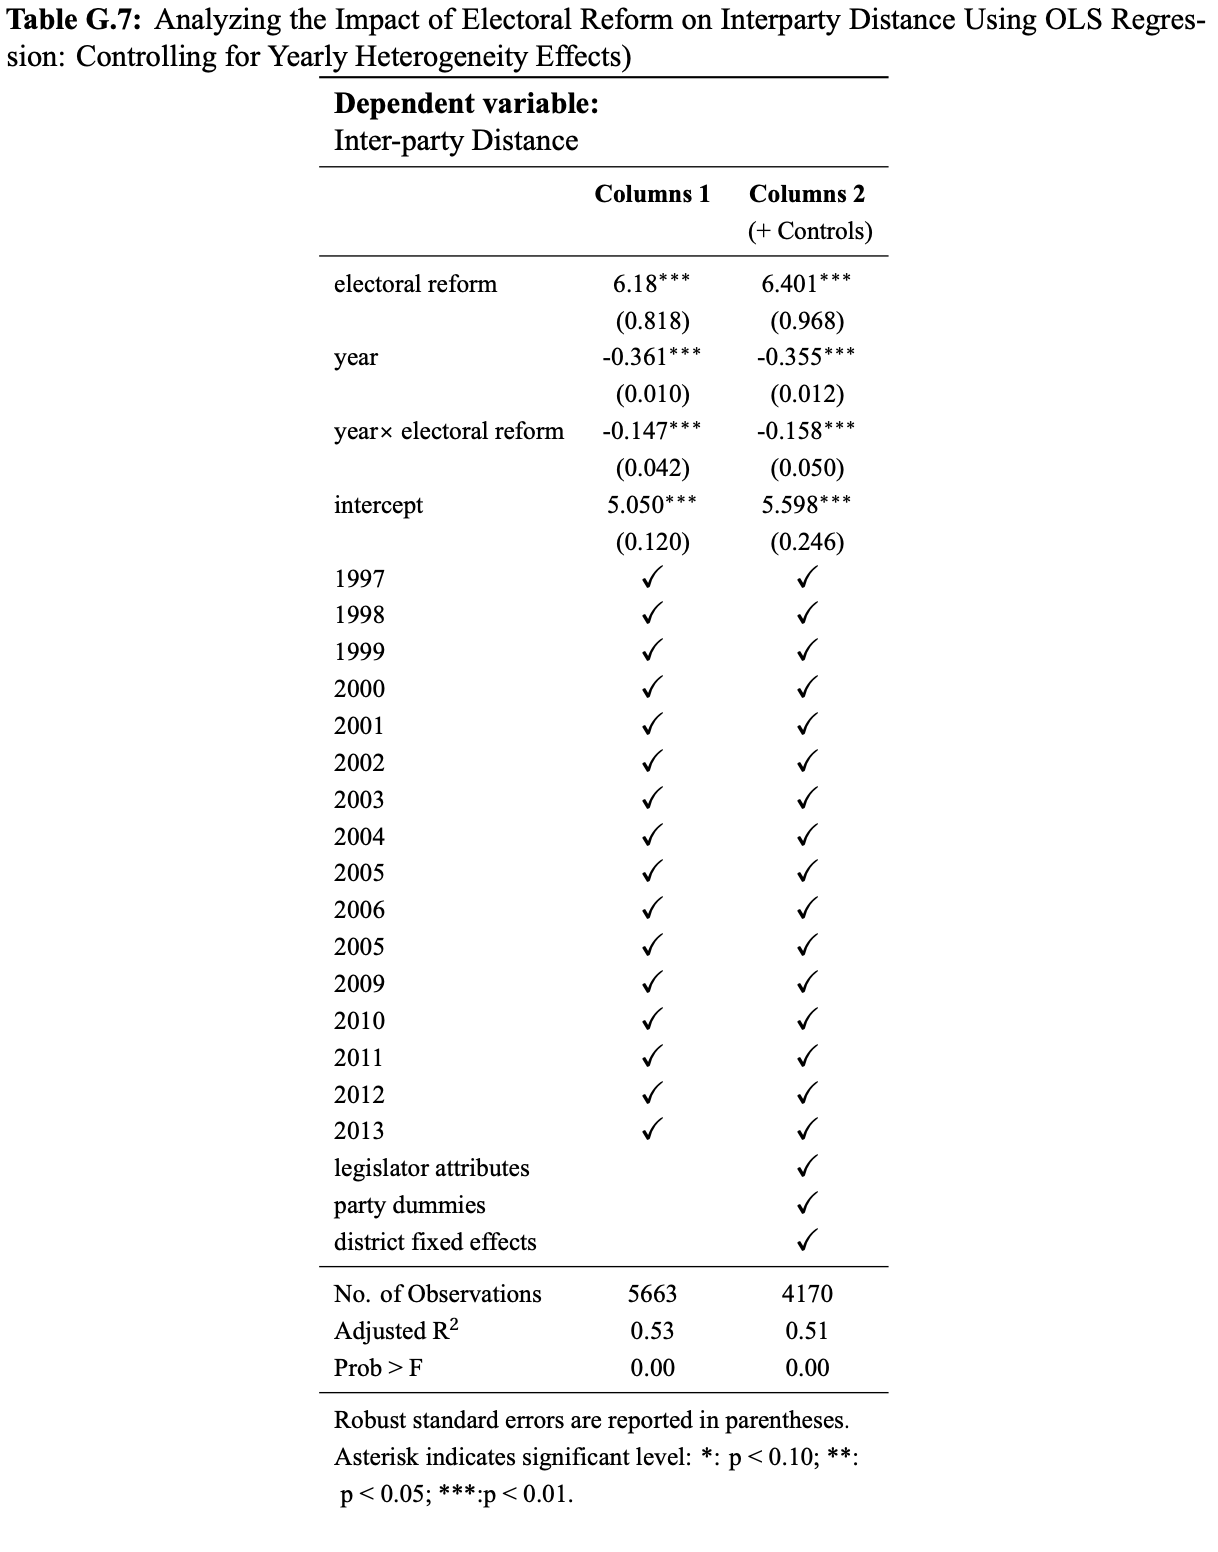 Table G.7: Analyzing the Impact of Electoral Reform on Interparty Distance Using OLS Regres-
sion: Controlling for Yearly Heterogeneity Effects)
Dependent variable:
Inter-party Distance
Columns 1 Columns 2
(+ Controls)
electoral reform 6.18*** 6.401***
(0.818) (0.968)
year -0.361*** -0.355***
(0.010) (0.012)
year× electoral reform -0.147*** -0.158***
(0.042) (0.050)
intercept 5.050*** 5.598***
(0.120) (0.246)
1997 ✓ ✓
1998 ✓ ✓
1999 ✓ ✓
2000 ✓ ✓
2001 ✓ ✓
2002 ✓ ✓
2003 ✓ ✓
2004 ✓ ✓
2005 ✓ ✓
2006 ✓ ✓
2005 ✓ ✓
2009 ✓ ✓
2010 ✓ ✓
2011 ✓ ✓
2012 ✓ ✓
2013 ✓ ✓
legislator attributes ✓
party dummies ✓
district fixed effects ✓
No. of Observations 5663 4170
Adjusted R² 0.53 0.51
Prob > F 0.00 0.00
Robust standard errors are reported in parentheses.
Asterisk indicates significant level: *: p < 0.10; **:
p < 0.05; ***:p < 0.01.